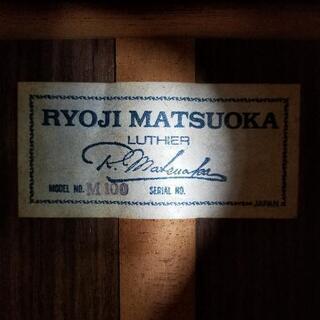 RYOJI MATSUOKA
LUTHIER
R. Matsuoka
MODEL NO. M 100 SERIAL NO.
JAPAN